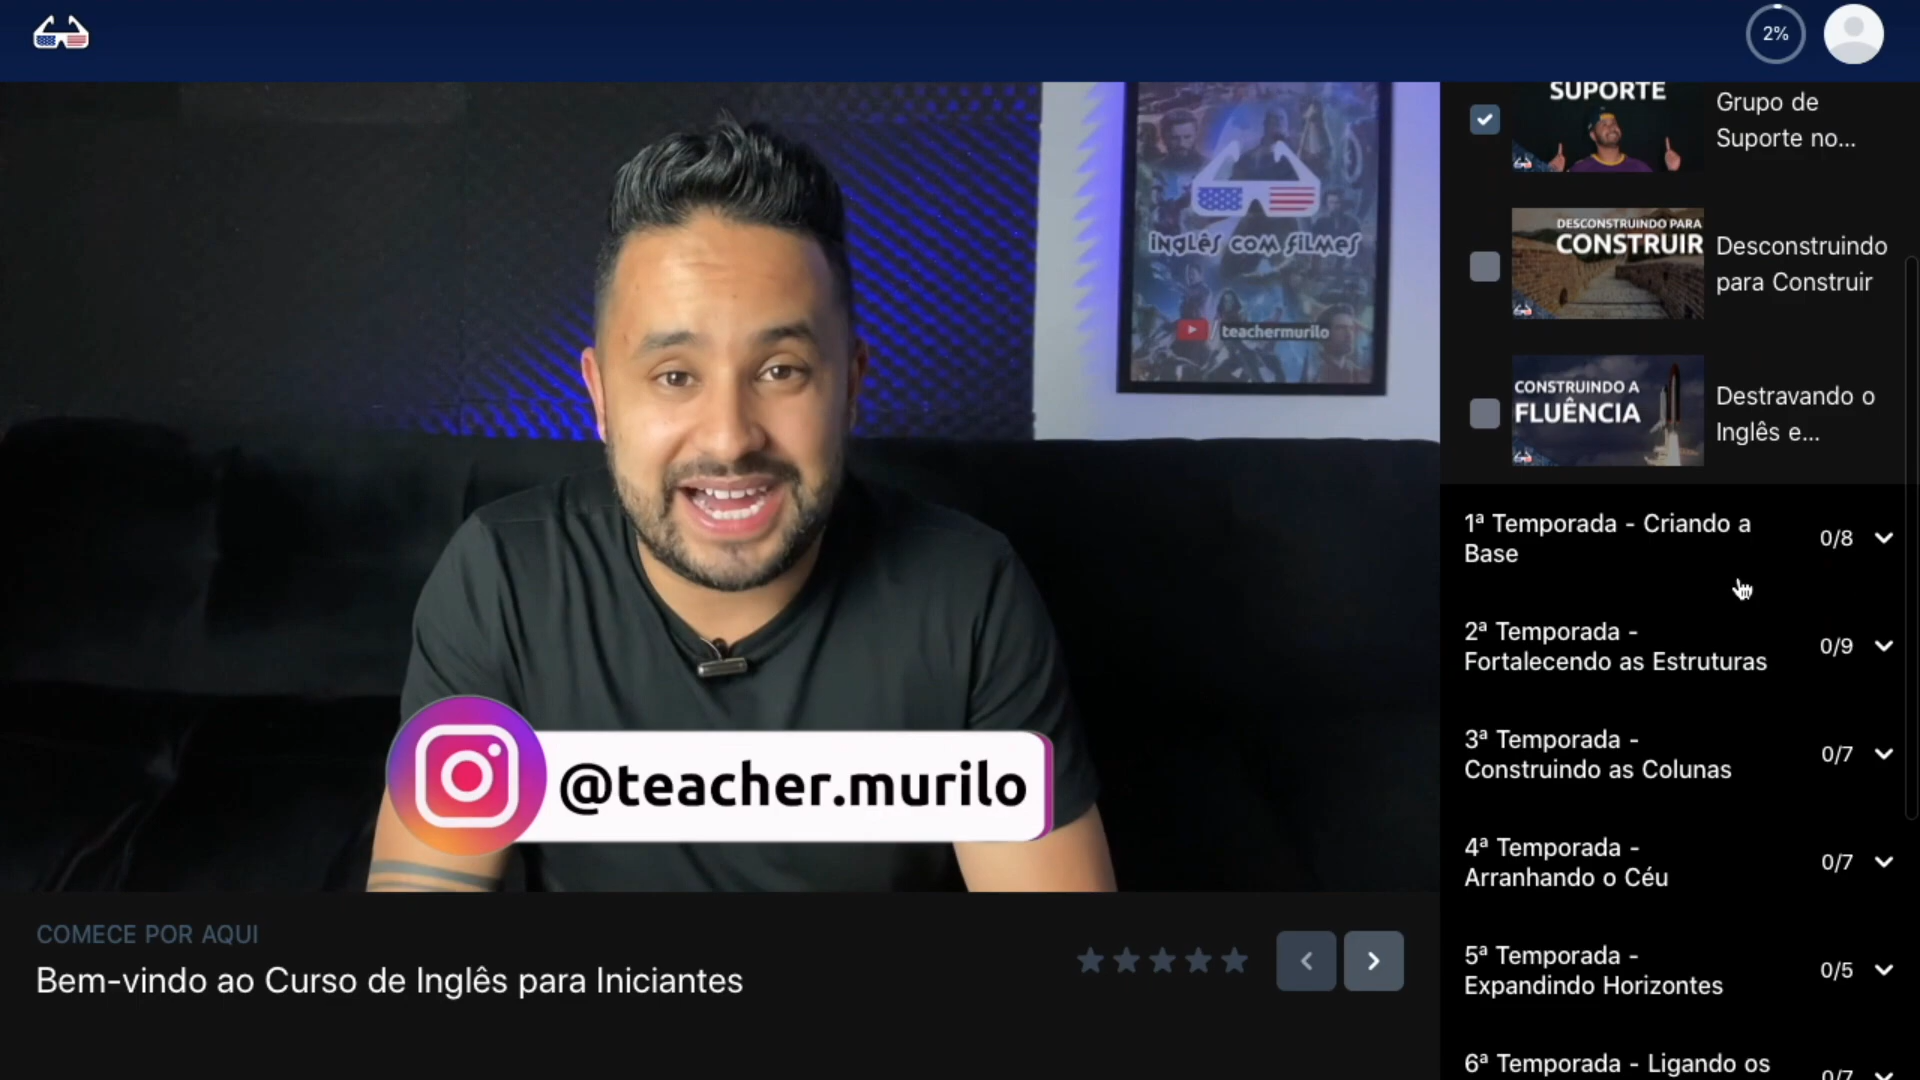 2%
inglês com filmes
/teachermurilo
@teacher.murilo
COMECE POR AQUI
Bem-vindo ao Curso de Inglês para Iniciantes
SUPORTE
Grupo de
Suporte no...
DESCONSTRUINDO PARA
CONSTRUIR
Desconstruindo
para Construir
CONSTRUINDO A
FLUÊNCIA
Destravando o
Inglês e...
1ª Temporada - Criando a
Base
0/8
2ª Temporada -
Fortalecendo as Estruturas
0/9
3ª Temporada -
Construindo as Colunas
0/7
4ª Temporada -
Arranhando o Céu
0/7
5ª Temporada -
Expandindo Horizontes
0/5
6ª Temporada - Ligando os
0/7